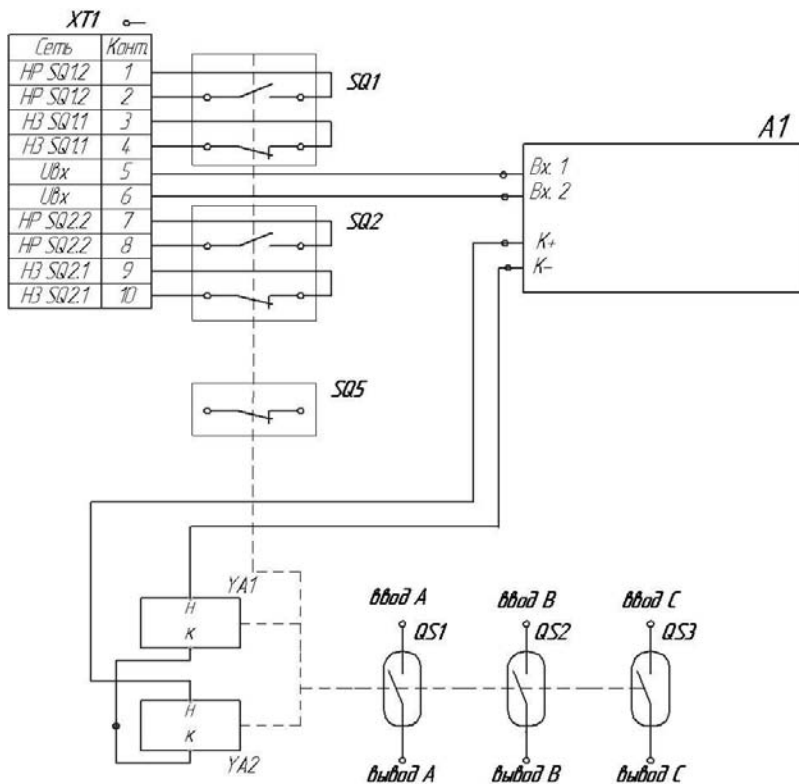 XT1
Сеть Конт.
НР SQ1.2 1
НР SQ1.2 2
НЗ SQ1.1 3
НЗ SQ1.1 4
Uвх 5
Uвх 6
НР SQ2.2 7
НР SQ2.2 8
НЗ SQ2.1 9
НЗ SQ2.1 10
SQ1
SQ2
SQ5
A1
Вх. 1
Вх. 2
К+
К-
YA1
Н
К
Н
К
YA2
ввод А
ввод В
ввод С
QS1
QS2
QS3
вывод А
вывод В
вывод С